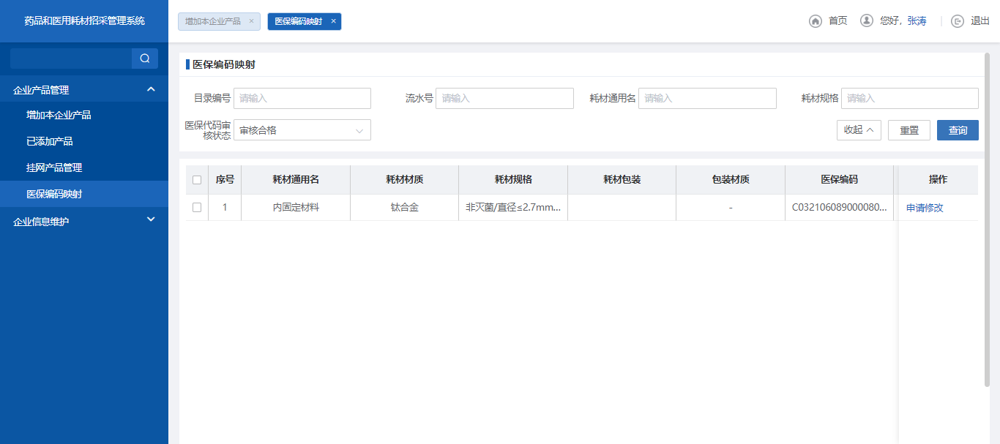 药品和医用耗材招采管理系统
增加本企业产品 ×
医保编码映射 ×
首页
您好，张涛
退出
企业产品管理
增加本企业产品
已添加产品
挂网产品管理
医保编码映射
企业信息维护
医保编码映射
目录编号 请输入
流水号 请输入
耗材通用名 请输入
耗材规格 请输入
医保代码审
核状态
审核合格
收起
重置
查询
序号 耗材通用名 耗材材质 耗材规格 耗材包装 包装材质 医保编码 操作
1 内固定材料 钛合金 非灭菌/直径≤2.7mm... - C032106089000080... 申请修改